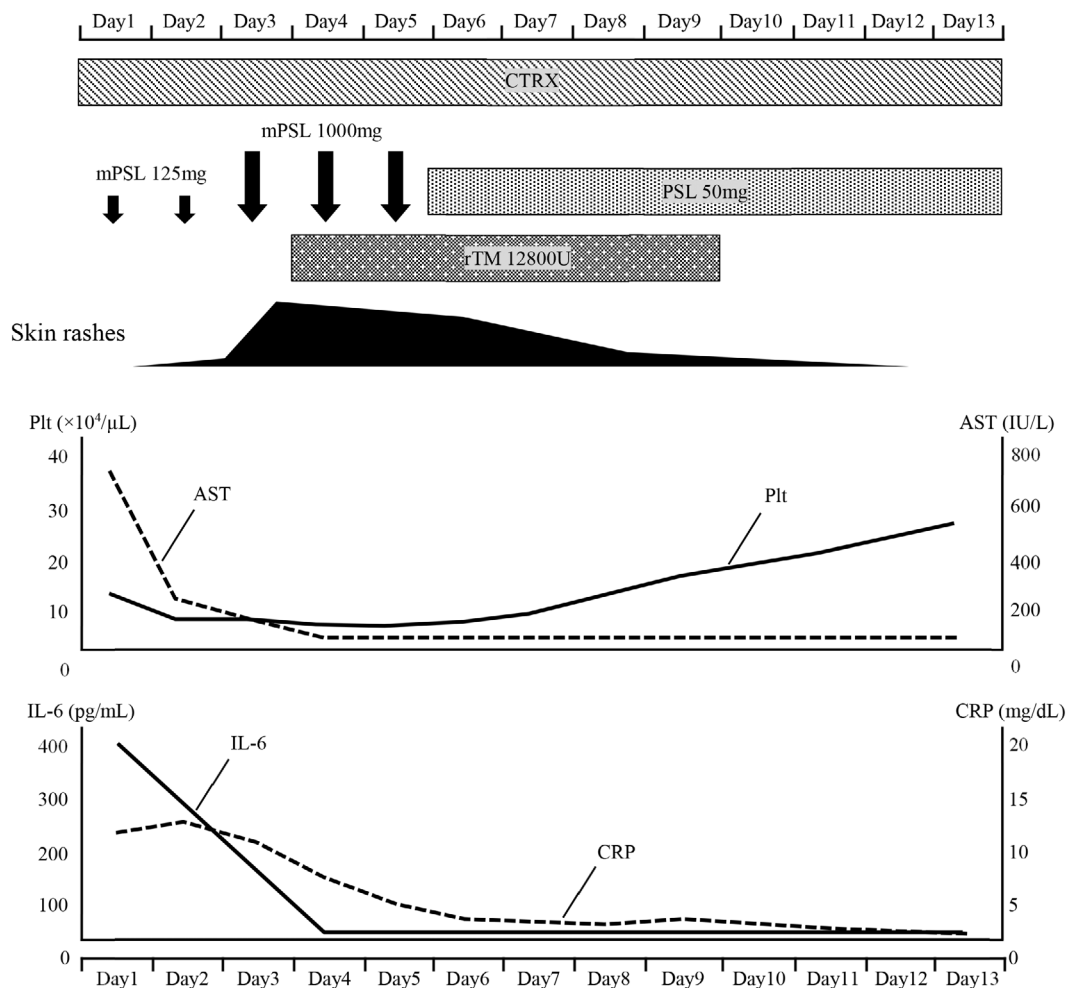 Day1 Day2 Day3 Day4 Day5 Day6 Day7 Day8 Day9 Day10 Day11 Day12 Day13
CTRX
mPSL 1000mg
mPSL 125mg
PSL 50mg
rTM 12800U
Skin rashes
Plt (×10⁴/μL) AST (IU/L)
40 800
AST Plt
30 600
20 400
10 200
0 0
IL-6 (pg/mL) CRP (mg/dL)
400 20
IL-6
300 15
200 10
CRP
100 5
0 0
Day1 Day2 Day3 Day4 Day5 Day6 Day7 Day8 Day9 Day10 Day11 Day12 Day13